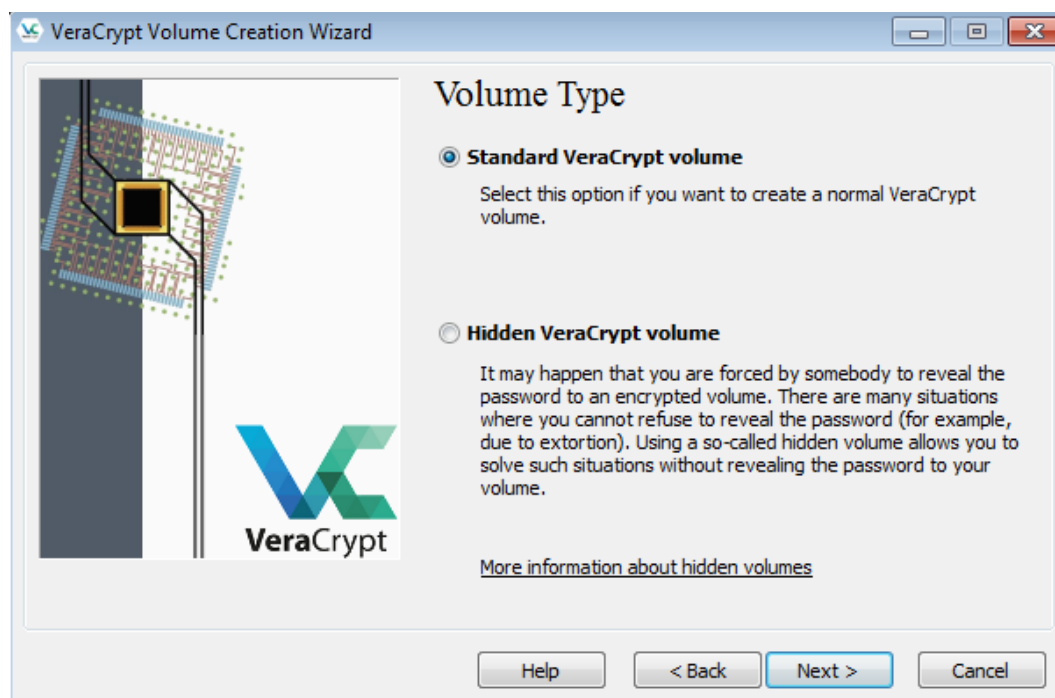 VeraCrypt Volume Creation Wizard
Volume Type
Standard VeraCrypt volume
Select this option if you want to create a normal VeraCrypt
volume.
Hidden VeraCrypt volume
It may happen that you are forced by somebody to reveal the
password to an encrypted volume. There are many situations
where you cannot refuse to reveal the password (for example,
due to extortion). Using a so-called hidden volume allows you to
solve such situations without revealing the password to your
volume.
More information about hidden volumes
VeraCrypt
Help
< Back
Next >
Cancel